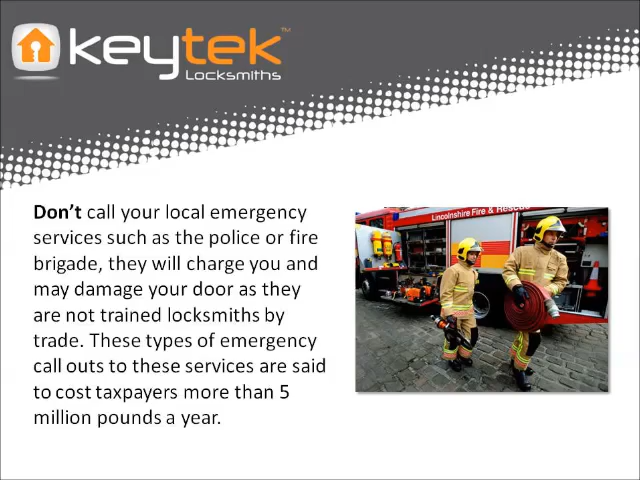 keytek™
Locksmiths
Don't call your local emergency
services such as the police or fire
brigade, they will charge you and
may damage your door as they
are not trained locksmiths by
trade. These types of emergency
call outs to these services are said
to cost taxpayers more than 5
million pounds a year.
Lincolnshire Fire & Rescue